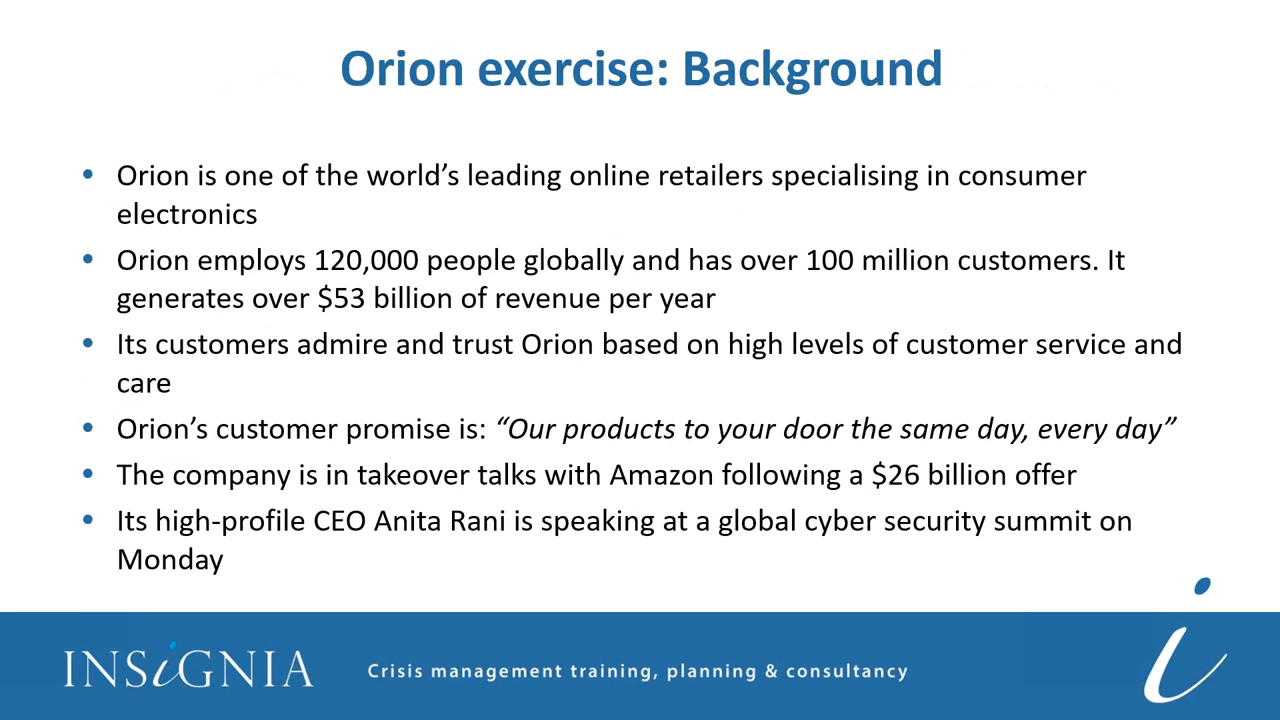 Orion exercise: Background
• Orion is one of the world’s leading online retailers specialising in consumer
electronics
• Orion employs 120,000 people globally and has over 100 million customers. It
generates over $53 billion of revenue per year
• Its customers admire and trust Orion based on high levels of customer service and
care
• Orion’s customer promise is: “Our products to your door the same day, every day”
• The company is in takeover talks with Amazon following a $26 billion offer
• Its high-profile CEO Anita Rani is speaking at a global cyber security summit on
Monday
INSiGNIA Crisis management training, planning & consultancy
i